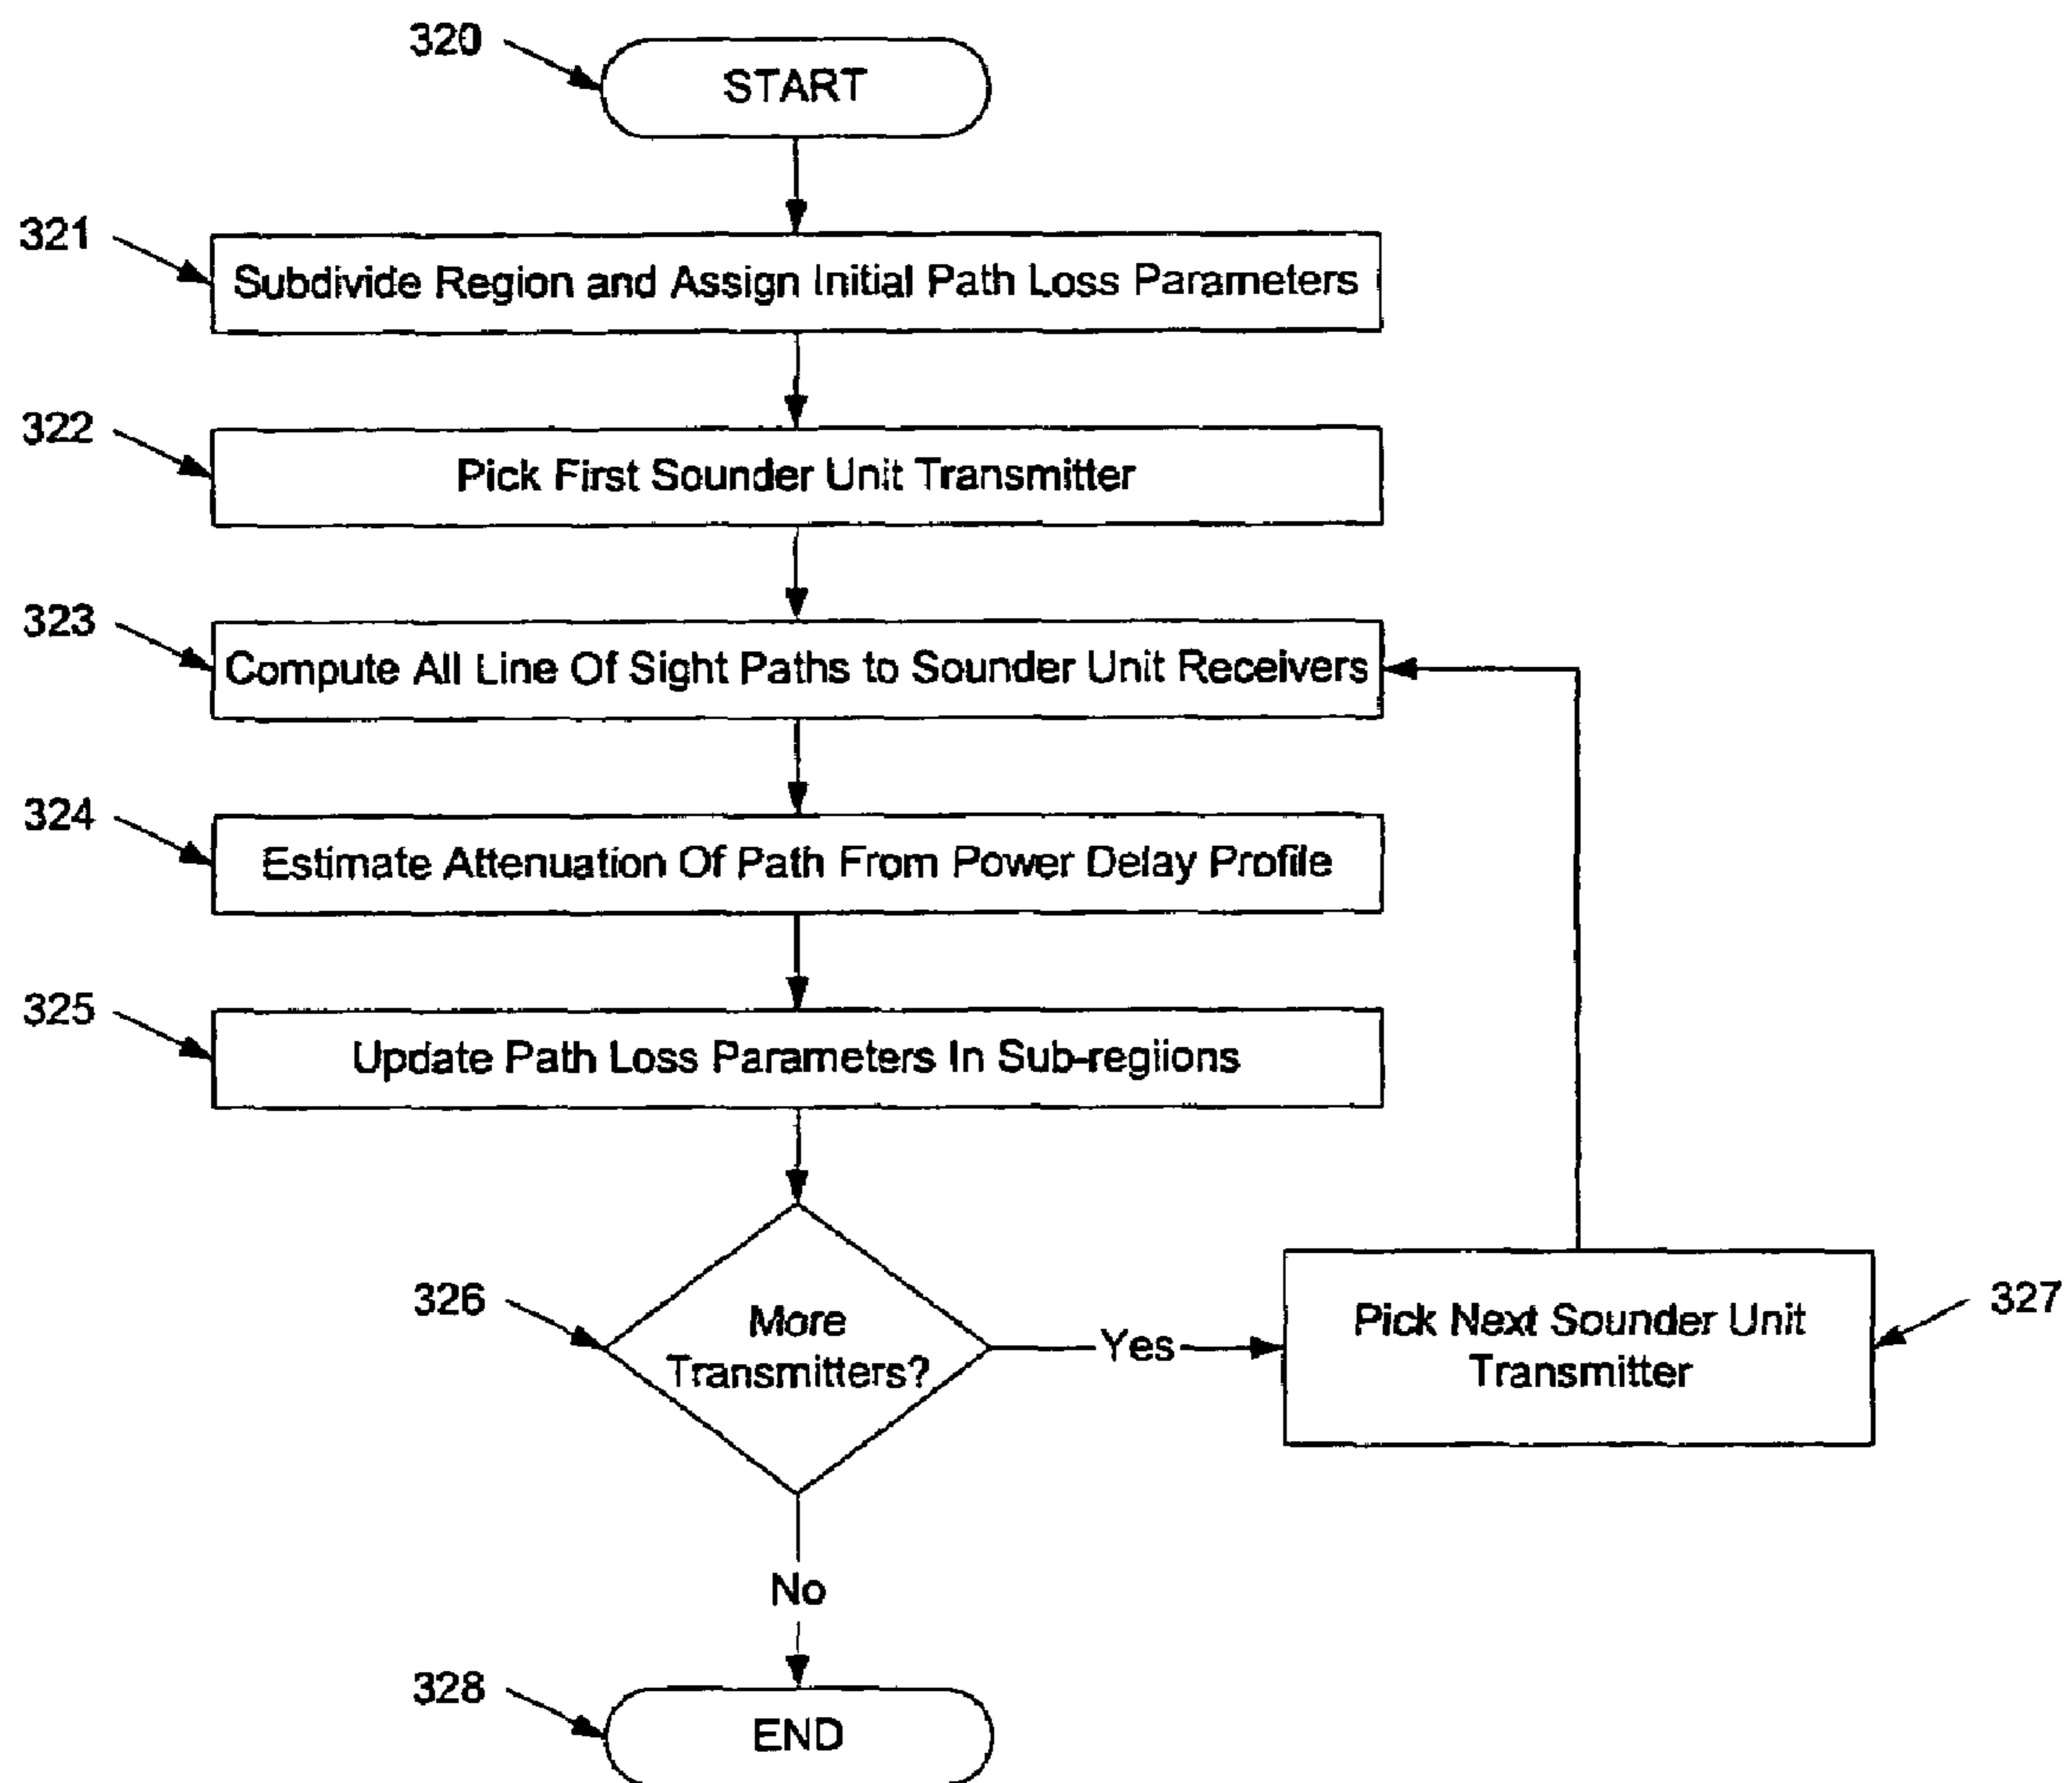 320
START
321
Subdivide Region and Assign Initial Path Loss Parameters
322
Pick First Sounder Unit Transmitter
323
Compute All Line Of Sight Paths to Sounder Unit Receivers
324
Estimate Attenuation Of Path From Power Delay Profile
325
Update Path Loss Parameters In Sub-regiions
326
More
Transmitters?
Yes
Pick Next Sounder Unit
Transmitter
327
No
328
END